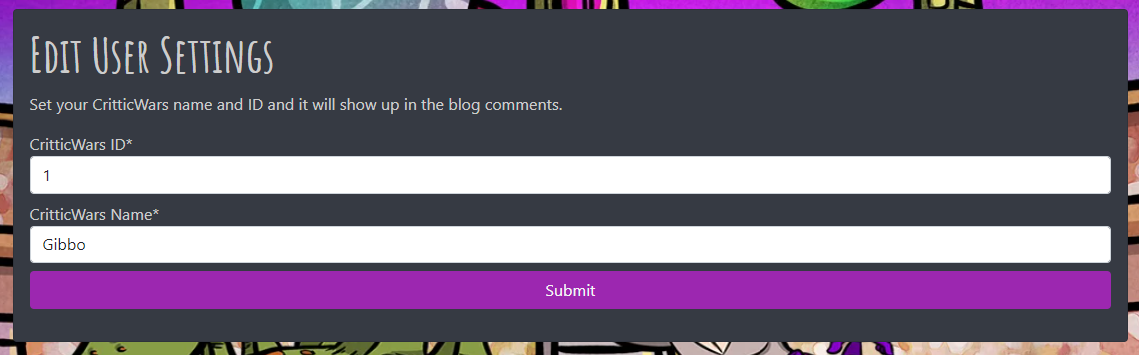 Edit User Settings
Set your CritticWars name and ID and it will show up in the blog comments.
CritticWars ID*
1
CritticWars Name*
Gibbo
Submit